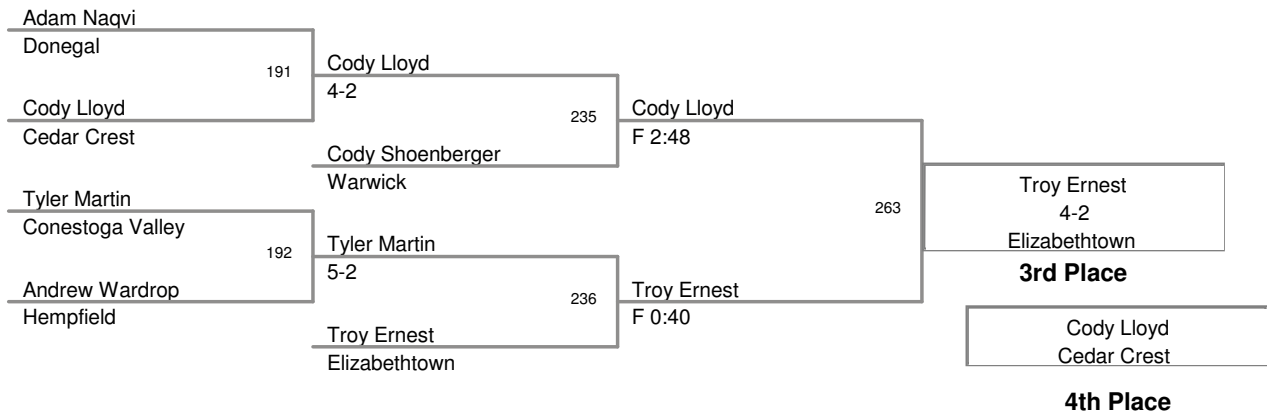 Adam Naqvi
Donegal
191
Cody Lloyd
Cedar Crest
Cody Lloyd
4-2
235
Cody Shoenberger
Warwick
Cody Lloyd
F 2:48
Tyler Martin
Conestoga Valley
192
Andrew Wardrop
Hempfield
Tyler Martin
5-2
236
Troy Ernest
Elizabethtown
Troy Ernest
F 0:40
263
Troy Ernest
4-2
Elizabethtown
3rd Place
Cody Lloyd
Cedar Crest
4th Place